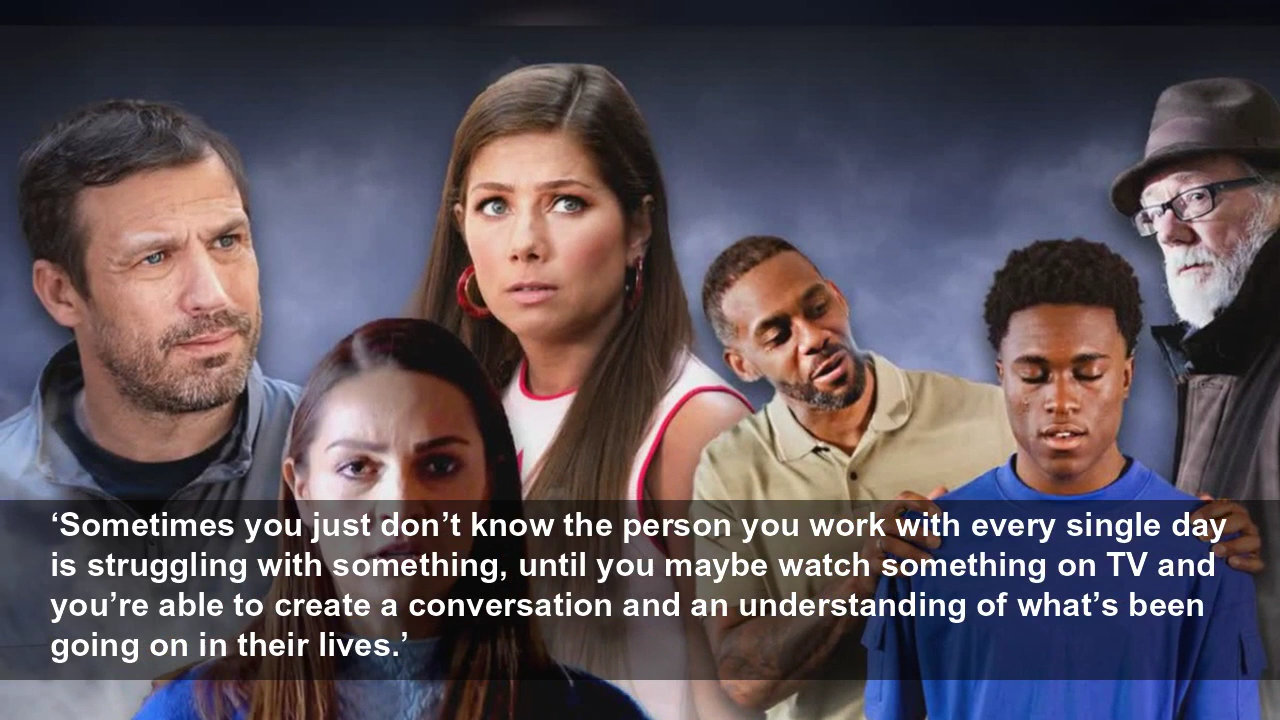 ‘Sometimes you just don’t know the person you work with every single day
is struggling with something, until you maybe watch something on TV and
you’re able to create a conversation and an understanding of what’s been
going on in their lives.’